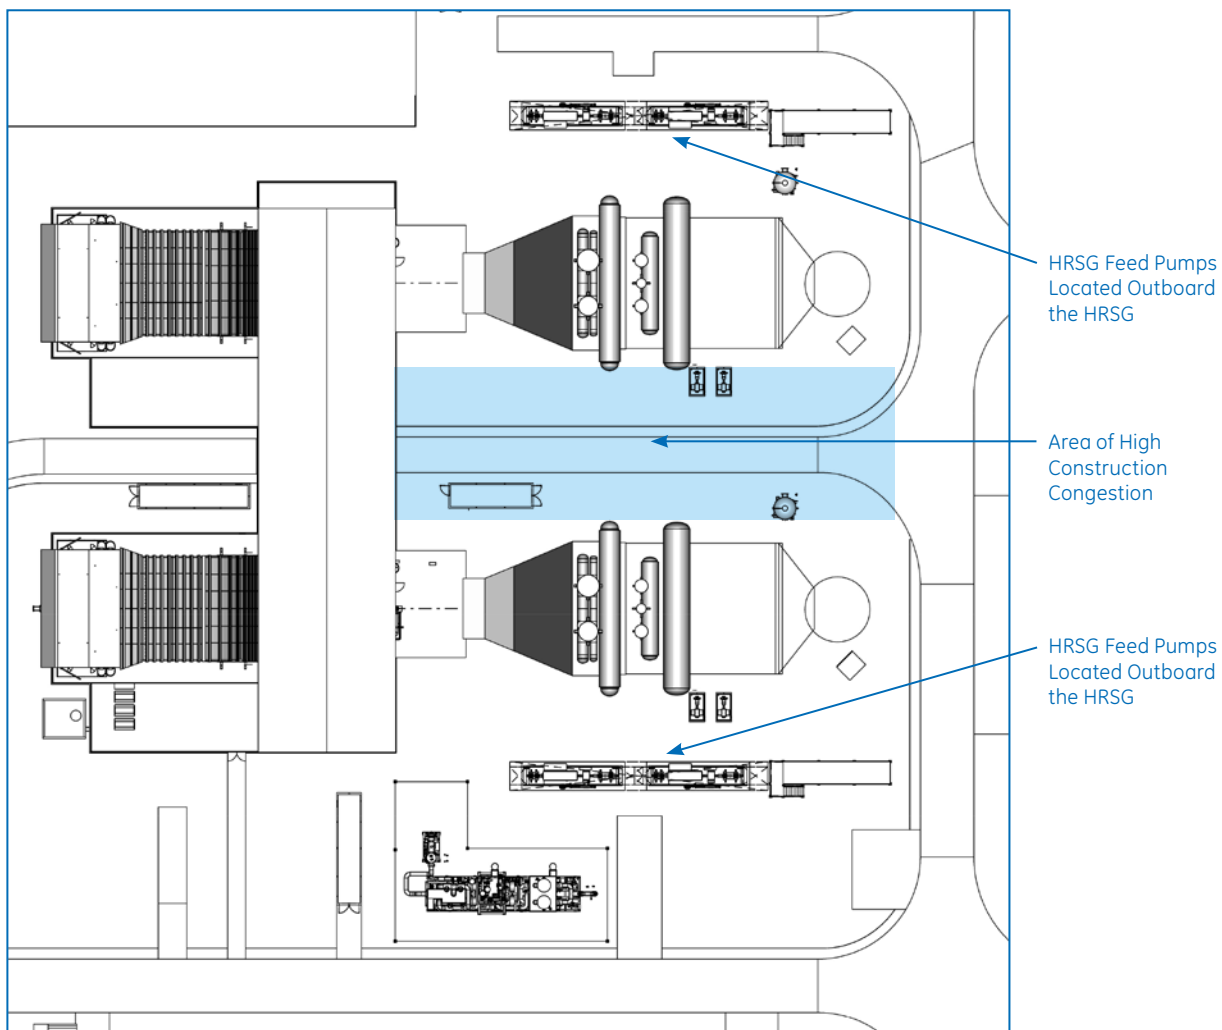 HRSG Feed Pumps
Located Outboard
the HRSG
Area of High
Construction
Congestion
HRSG Feed Pumps
Located Outboard
the HRSG